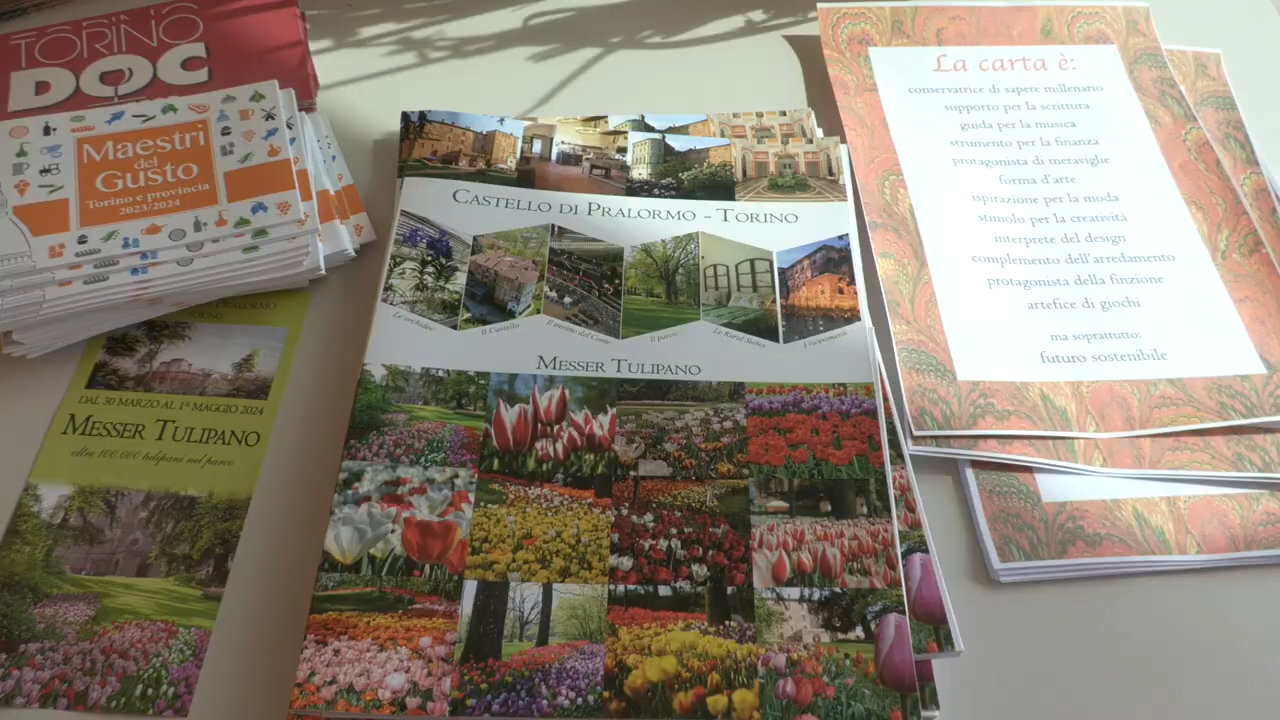 TORINO
DOC
Maestri
del
Gusto
Torino e provincia
2023/2024
PRALORMO
DAL 30 MARZO AL 1° MAGGIO 2024
MESSER TULIPANO
oltre 100.000 tulipani nel parco
CASTELLO DI PRALORMO - TORINO
Le orchidee
Il Castello
Il trenino del Conte
Il parco
Le Rural Suites
I ricevimenti
MESSER TULIPANO
La carta è:
conservatrice di sapere millenario
supporto per la scrittura
guida per la musica
strumento per la finanza
protagonista di meraviglie
forma d'arte
ispirazione per la moda
stimolo per la creatività
interprete del design
complemento dell'arredamento
protagonista della finzione
artefice di giochi
ma soprattutto:
futuro sostenibile